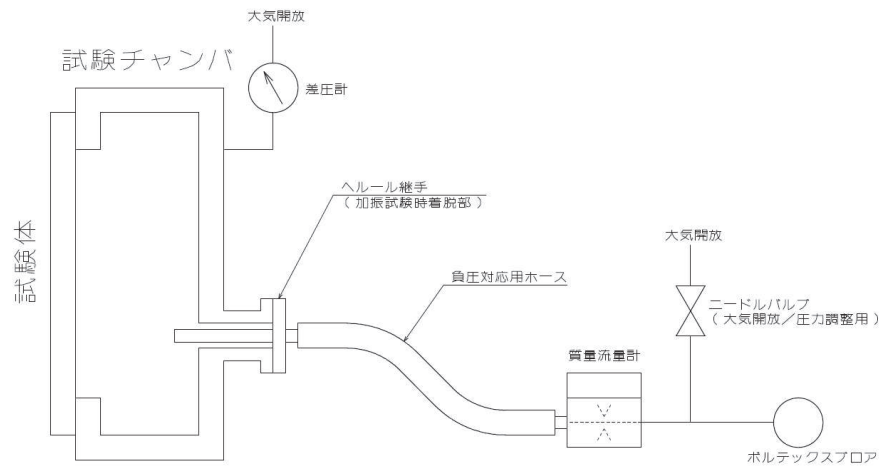 大気開放
試験チャンバ
差圧計
ヘルール継手
（加振試験時着脱部）
試験体
大気開放
負圧対応用ホース
ニードルバルブ
（大気開放／圧力調整用）
質量流量計
ボルテックスブロア